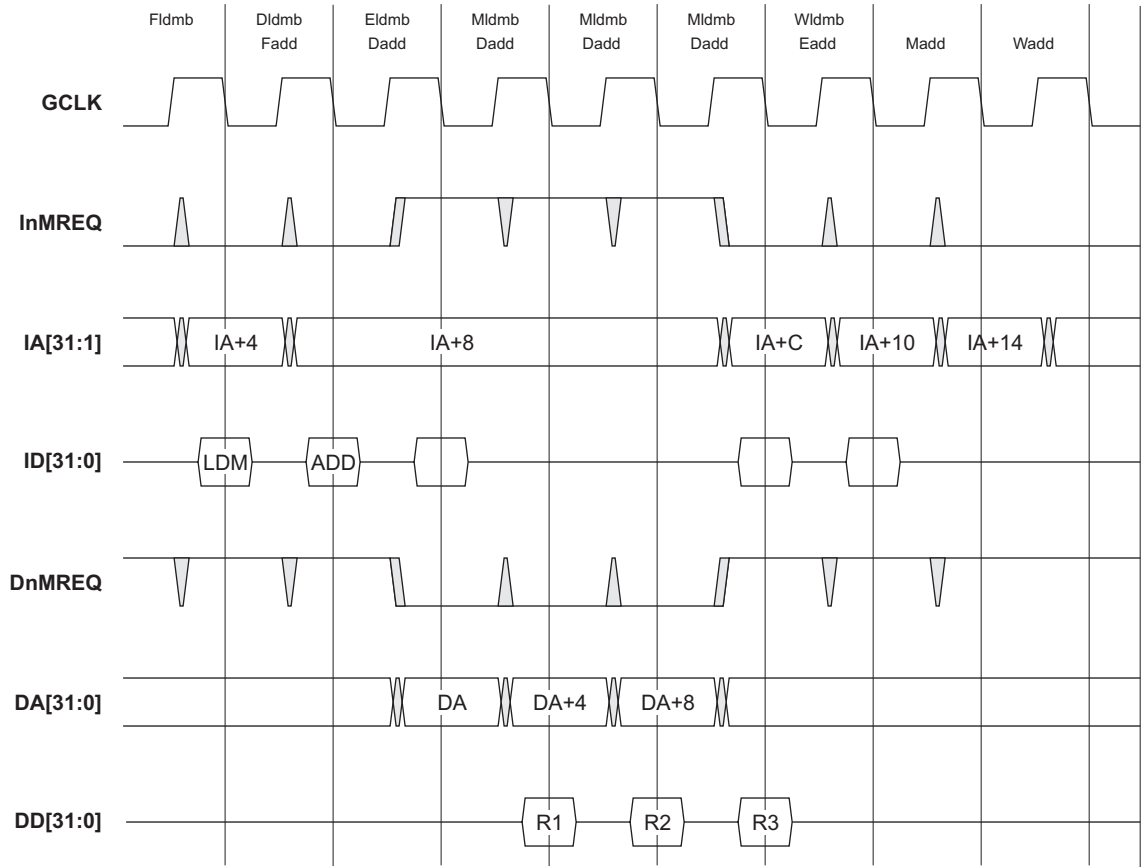 Fldmb Dldmb Eldmb Mldmb Mldmb Mldmb Wldmb
Fadd Dadd Dadd Dadd Dadd Eadd Madd Wadd
GCLK
InMREQ
IA[31:1] IA+4 IA+8 IA+C IA+10 IA+14
ID[31:0] LDM ADD
DnMREQ
DA[31:0] DA DA+4 DA+8
DD[31:0] R1 R2 R3